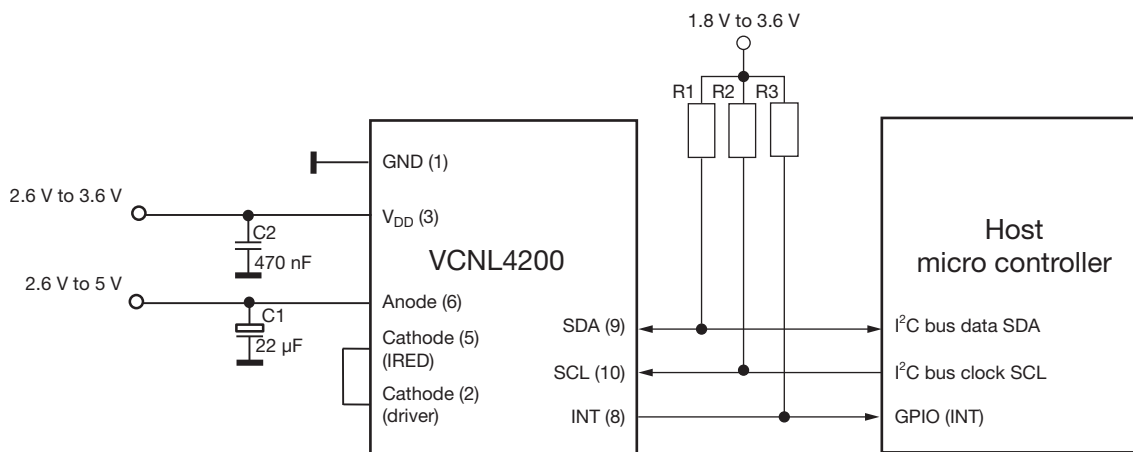 1.8 V to 3.6 V
R1 R2 R3
GND (1)
2.6 V to 3.6 V
V_DD (3)
C2
470 nF
VCNL4200
Host
micro controller
2.6 V to 5 V
Anode (6)
C1
22 µF
Cathode (5)
(IRED)
SDA (9)
I²C bus data SDA
SCL (10)
I²C bus clock SCL
Cathode (2)
(driver)
INT (8)
GPIO (INT)